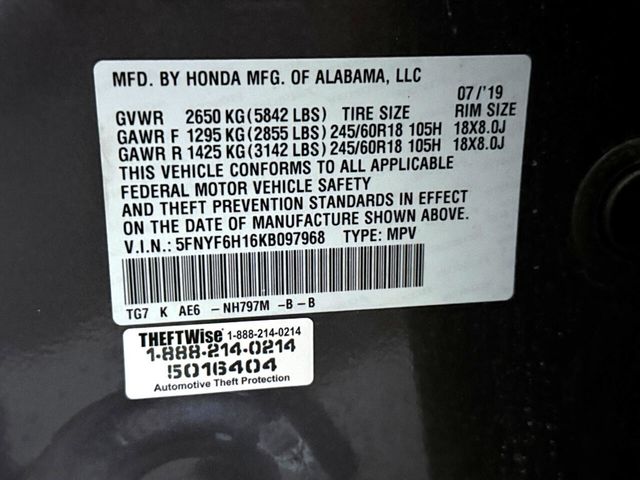 MFD. BY HONDA MFG. OF ALABAMA, LLC
07/'19
GVWR 2650 KG(5842 LBS) TIRE SIZE RIM SIZE
GAWR F 1295 KG(2855 LBS) 245/60R18 105H 18X8.0J
GAWR R 1425 KG(3142 LBS) 245/60R18 105H 18X8.0J
THIS VEHICLE CONFORMS TO ALL APPLICABLE
FEDERAL MOTOR VEHICLE SAFETY
AND THEFT PREVENTION STANDARDS IN EFFECT
ON THE DATE OF MANUFACTURE SHOWN ABOVE.
V.I.N.: 5FNYF6H16KB097968 TYPE: MPV
TG7 K AE6 -NH797M -B -B
THEFTWise 1-888-214-0214
1-888-214-0214
5016404
Automotive Theft Protection